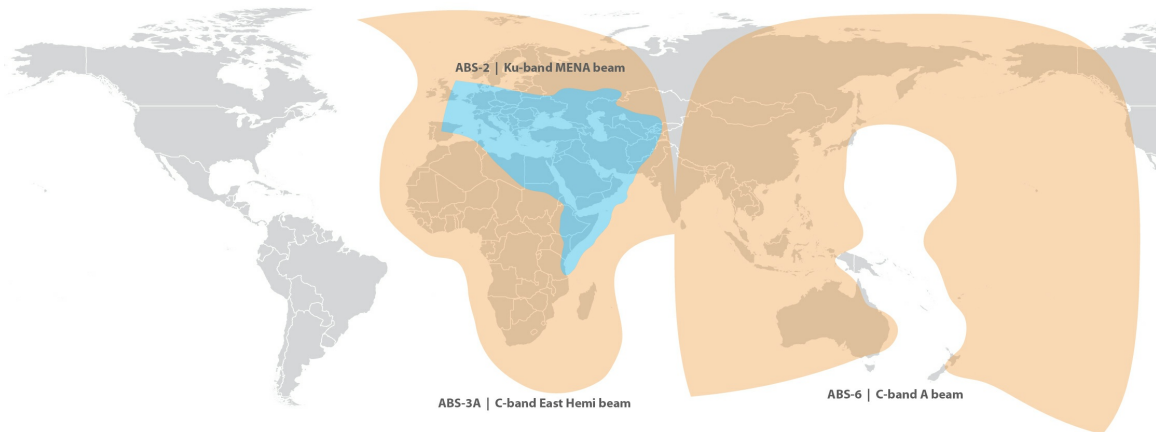 ABS-2 | Ku-band MENA beam
ABS-3A | C-band East Hemi beam
ABS-6 | C-band A beam